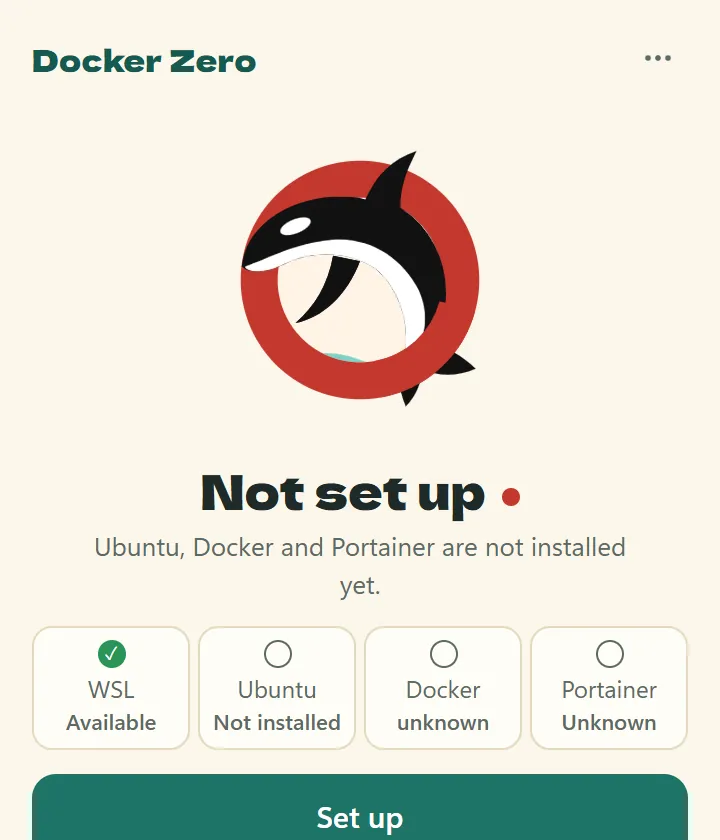 Docker Zero
Not set up
Ubuntu, Docker and Portainer are not installed
yet.
WSL
Available
Ubuntu
Not installed
Docker
unknown
Portainer
Unknown
Set up